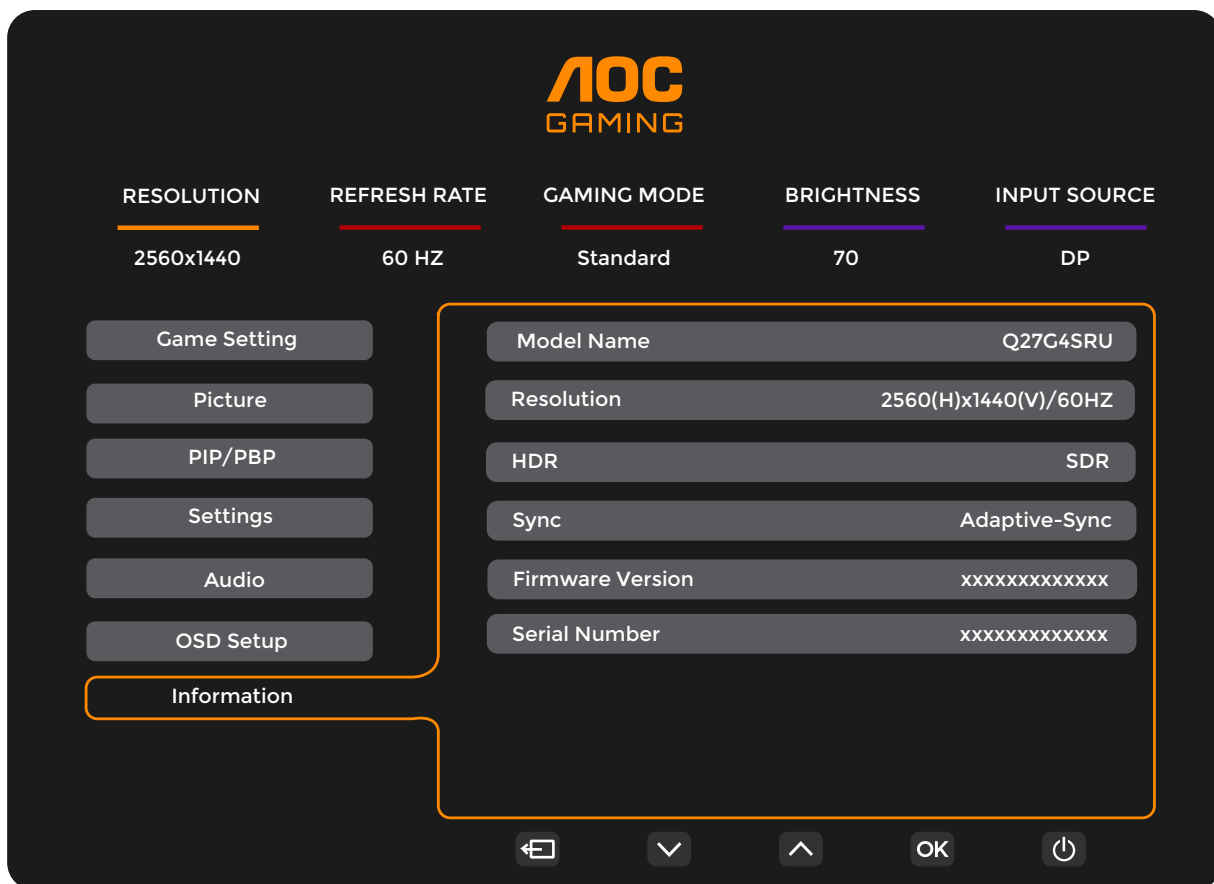 AOC
GAMING
RESOLUTION REFRESH RATE GAMING MODE BRIGHTNESS INPUT SOURCE
2560x1440 60 HZ Standard 70 DP
Game Setting
Picture
PIP/PBP
Settings
Audio
OSD Setup
Information
Model Name Q27G4SRU
Resolution 2560(H)x1440(V)/60HZ
HDR SDR
Sync Adaptive-Sync
Firmware Version xxxxxxxxxxxxx
Serial Number xxxxxxxxxxxxx
OK